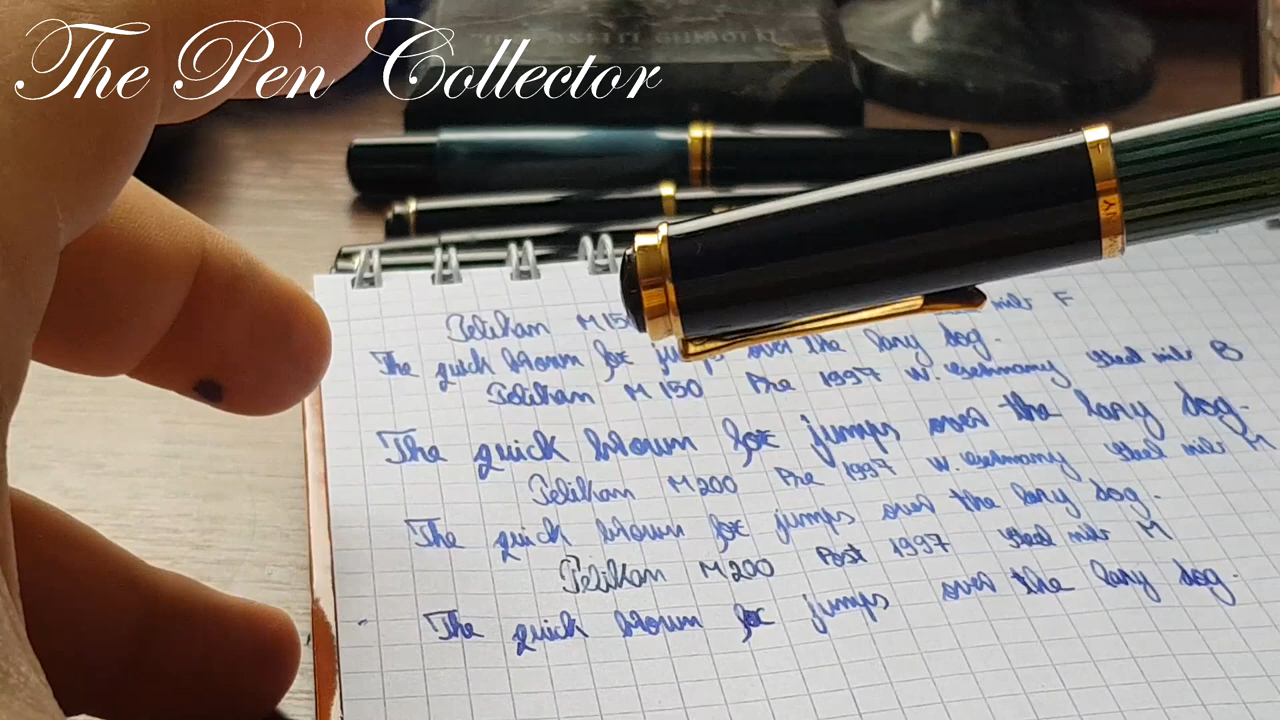 The Pen Collector
Pelikan M150 nib F
The quick brown fox jumps over the lazy dog.
Pelikan M150 Pre 1997 W. Germany Steel nib B
The quick brown fox jumps over the lazy dog.
Pelikan M200 Pre 1997 W. Germany Steel nib M
The quick brown fox jumps over the lazy dog.
Pelikan M200 Post 1997 Steel nib M
The quick brown fox jumps over the lazy dog.